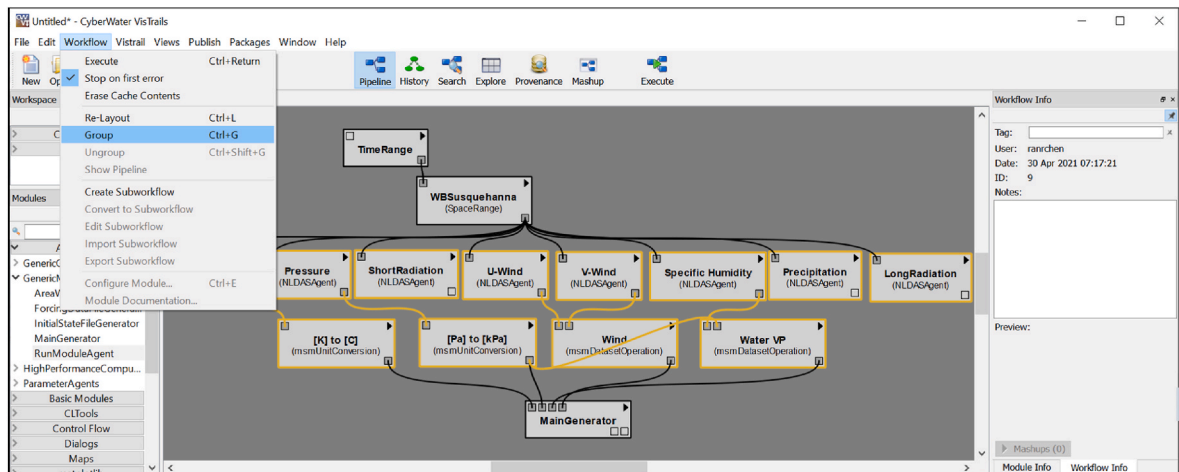 Untitled* - CyberWater VisTrails
File Edit Workflow Vistrail Views Publish Packages Window Help
New
Pipeline History Search Explore Provenance Mashup Execute
Execute Ctrl+Return
Stop on first error
Erase Cache Contents
Re-Layout Ctrl+L
Group Ctrl+G
Ungroup Ctrl+Shift+G
Show Pipeline
Create Subworkflow
Convert to Subworkflow
Edit Subworkflow
Import Subworkflow
Export Subworkflow
Configure Module... Ctrl+E
Module Documentation...
Workspace
Modules
InitialStateFileGenerator
MainGenerator
RunModuleAgent
HighPerformanceCompu...
ParameterAgents
Basic Modules
CLTools
Control Flow
Dialogs
Maps
TimeRange
WBSusquehanna
(SpaceRange)
Pressure
(NLDASAgent)
ShortRadiation
(NLDASAgent)
U-Wind
(NLDASAgent)
V-Wind
(NLDASAgent)
Specific Humidity
(NLDASAgent)
Precipitation
(NLDASAgent)
LongRadiation
(NLDASAgent)
[K] to [C]
(msmUnitConversion)
[Pa] to [kPa]
(msmUnitConversion)
Wind
(msmDatasetOperation)
Water VP
(msmDatasetOperation)
MainGenerator
Workflow Info
Tag:
User: ranrchen
Date: 30 Apr 2021 07:17:21
ID: 9
Notes:
Preview:
Mashups (0)
Module Info Workflow Info